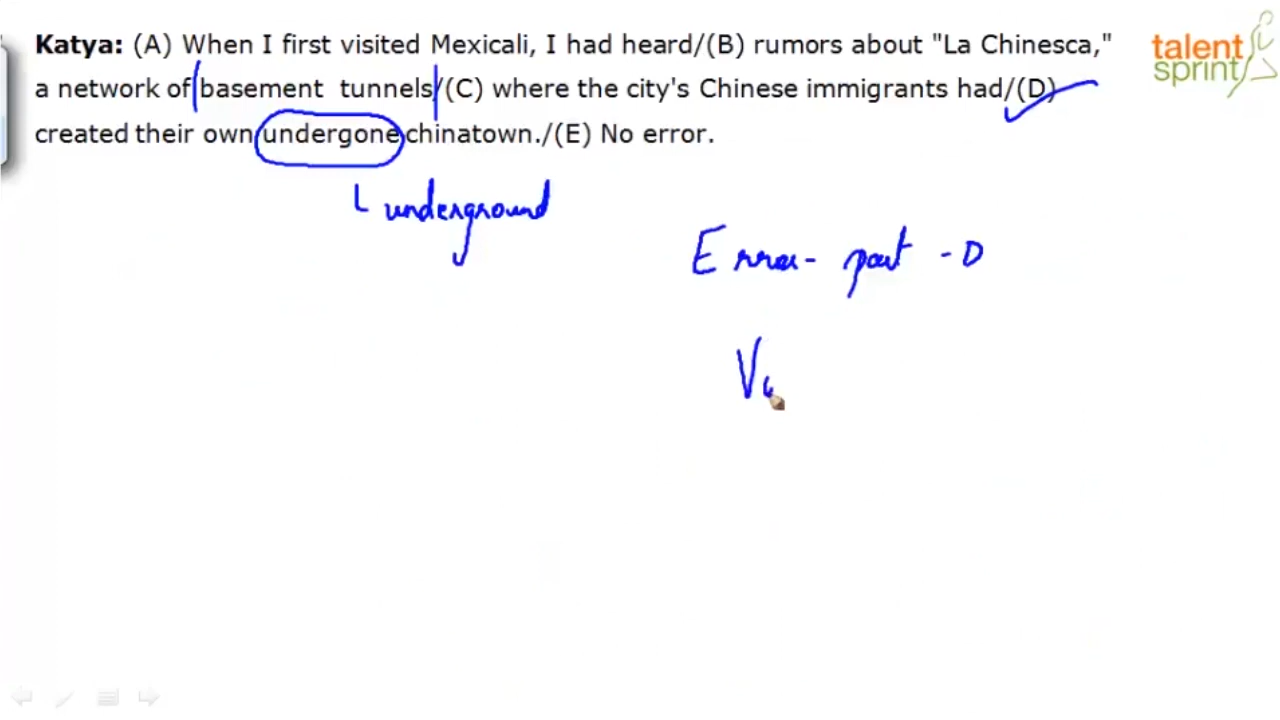 Katya: (A) When I first visited Mexicali, I had heard/(B) rumors about "La Chinesca,"
a network of basement tunnels/(C) where the city's Chinese immigrants had/(D)
created their own undergone chinatown./(E) No error.
talent
sprint
underground
Error - part - D